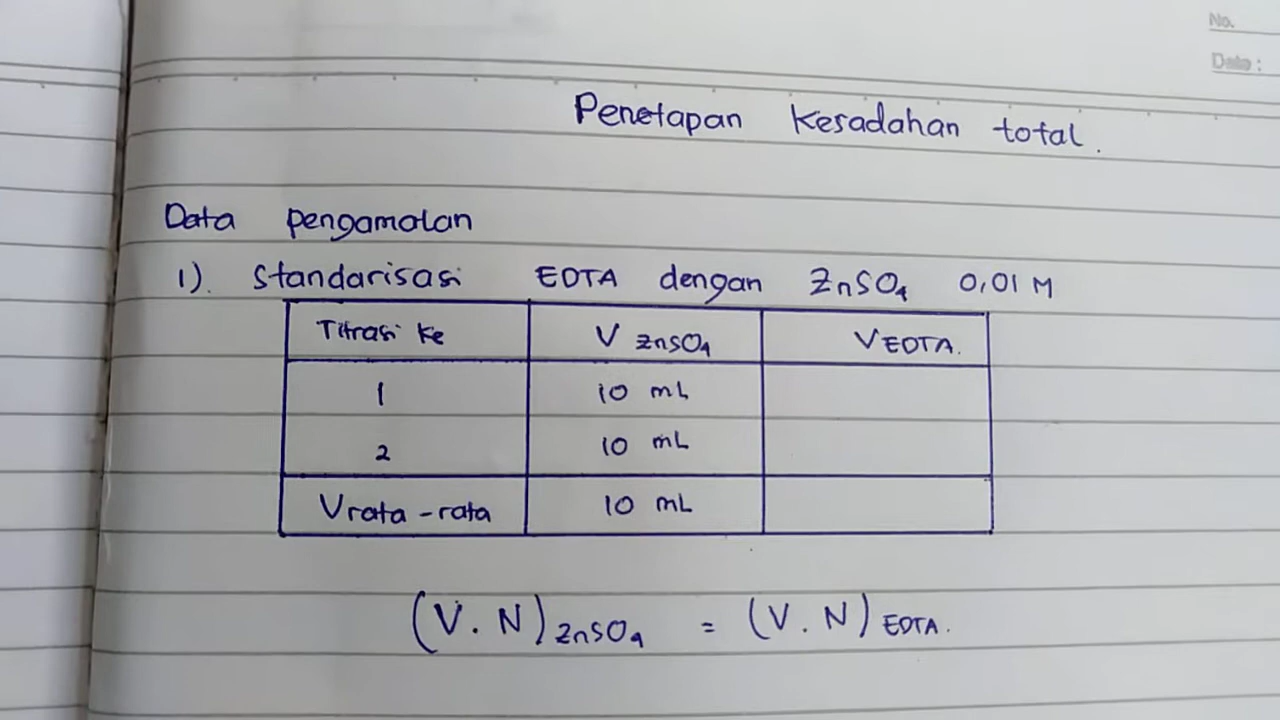 No.
Date :
Penetapan Kesadahan total.
Data pengamatan
1). Standarisasi EDTA dengan ZnSO4 0,01 M
Titrasi ke V ZnSO4 V EDTA.
1 10 mL
2 10 mL
V rata-rata 10 mL
(V. N) ZnSO4 = (V. N) EDTA.